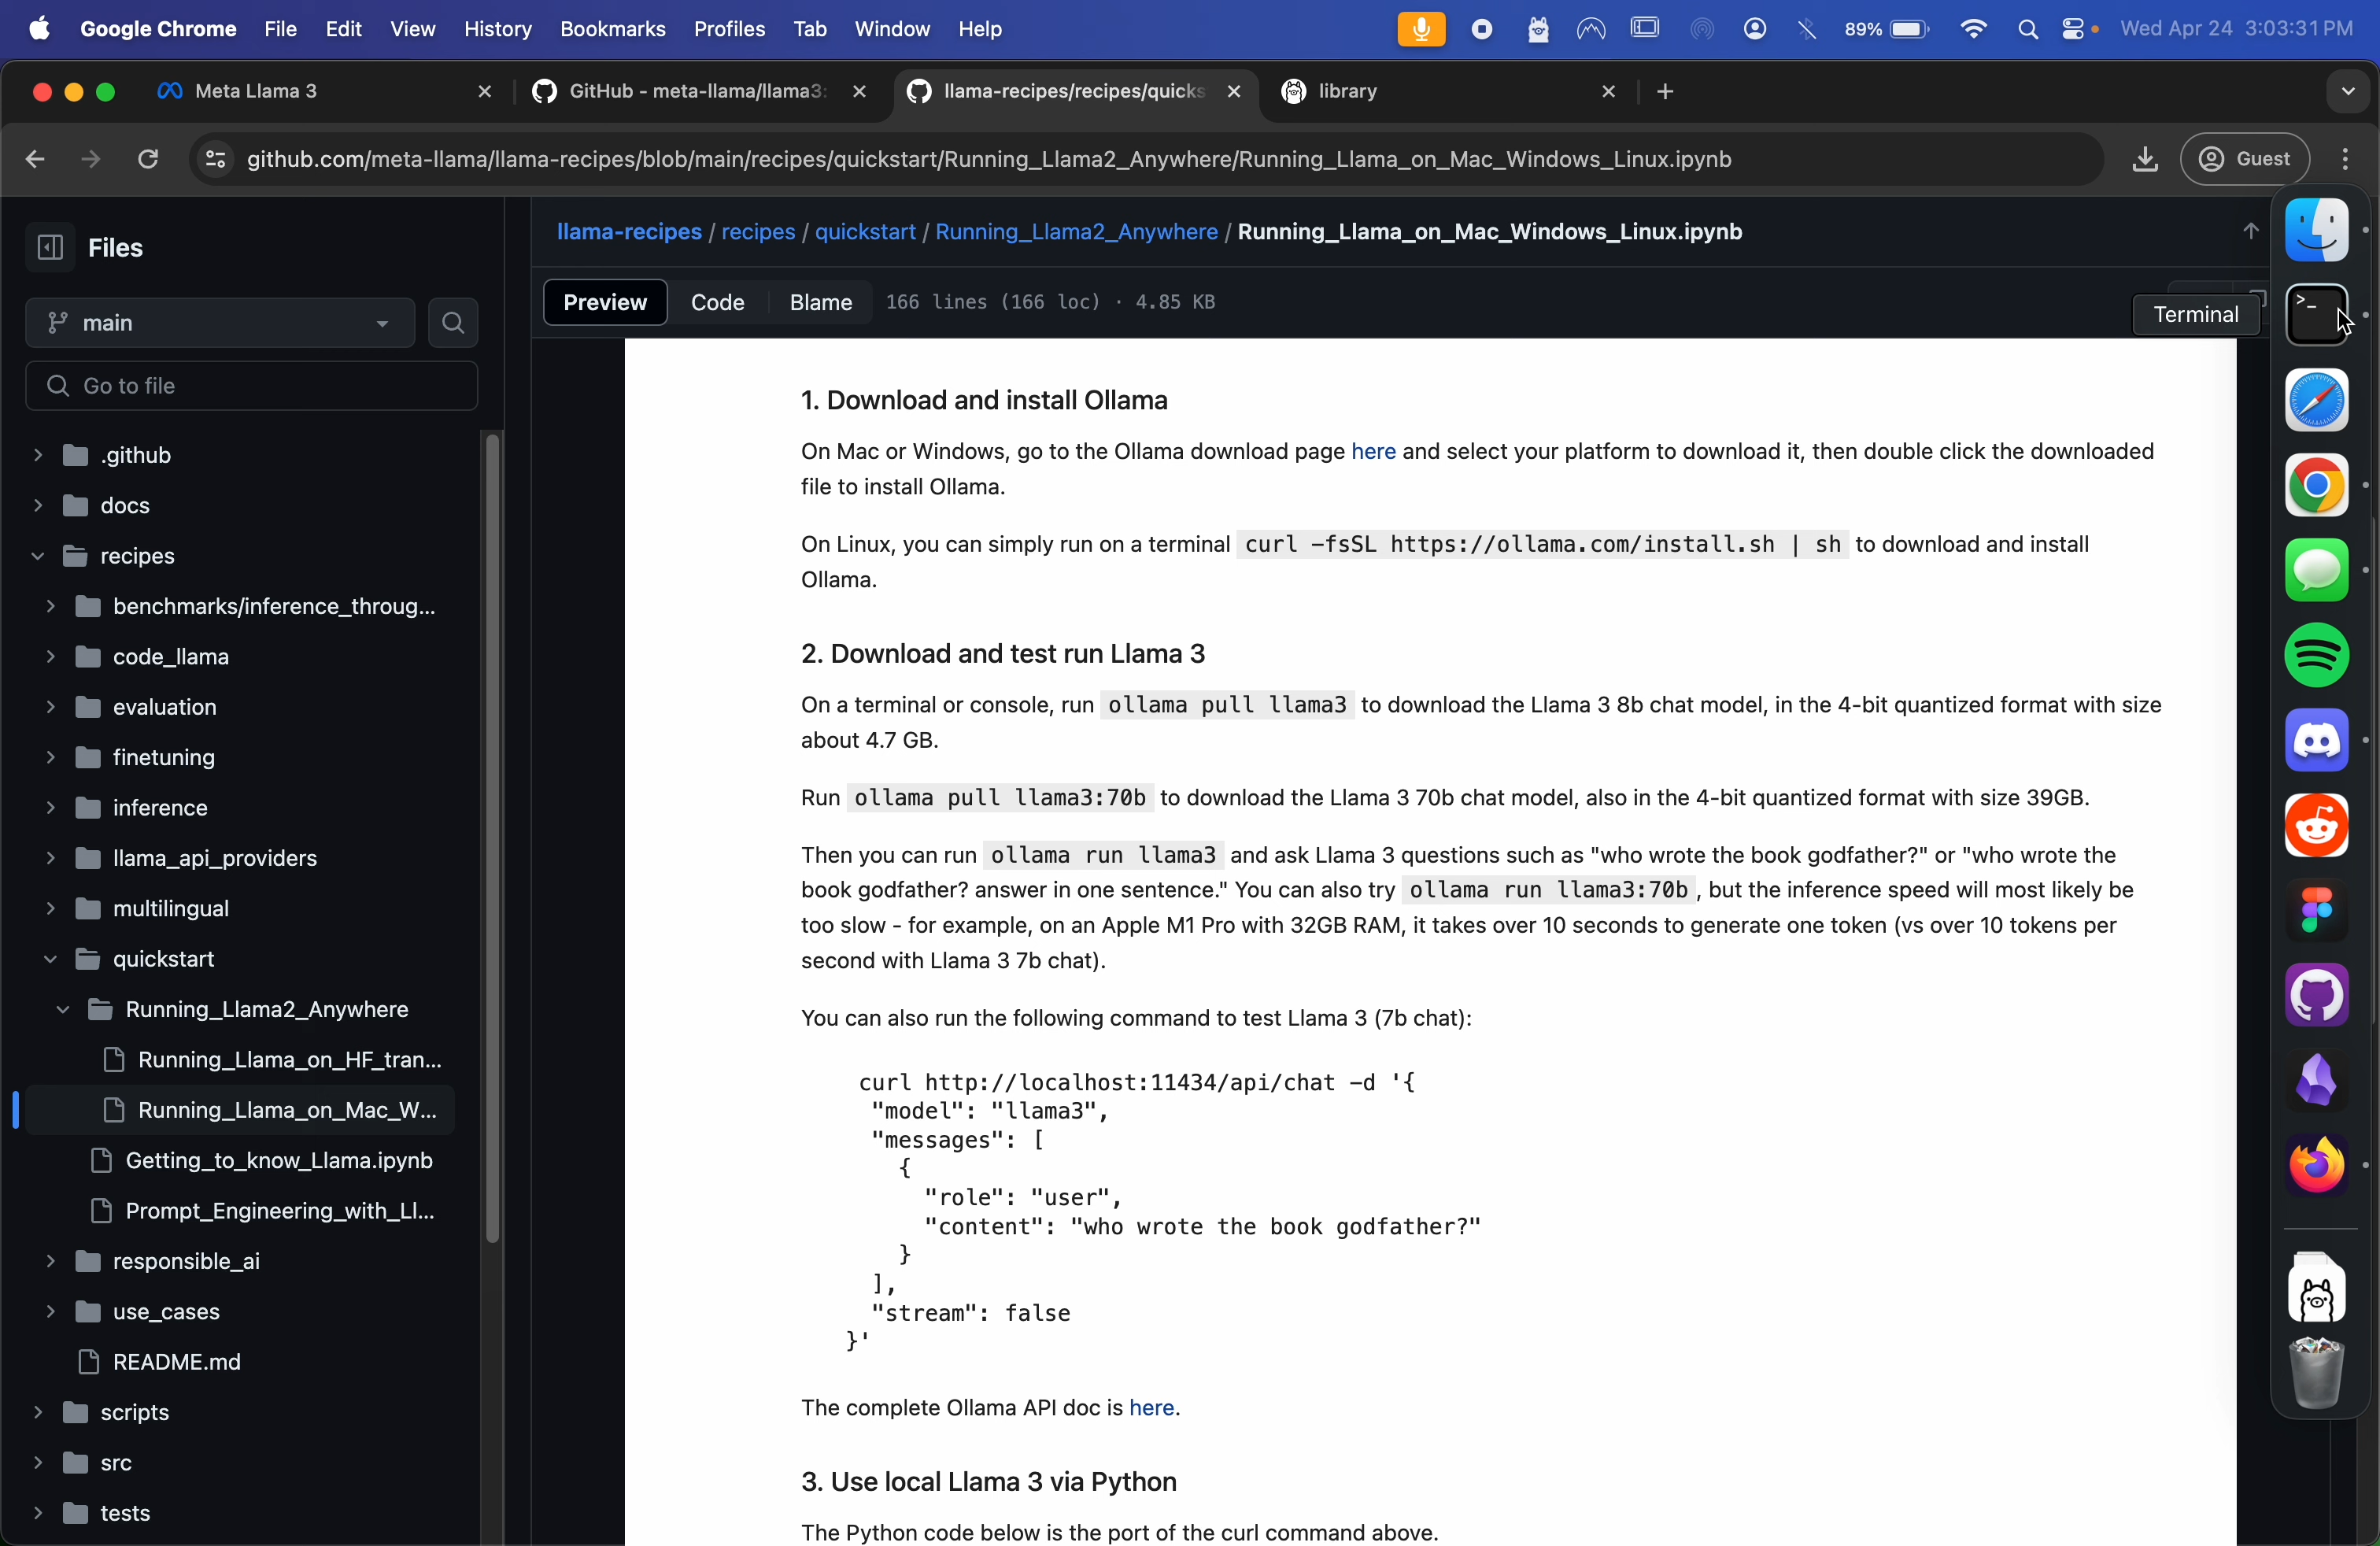 Google Chrome File Edit View History Bookmarks Profiles Tab Window Help 89% Wed Apr 24 3:03:31 PM
Meta Llama 3 GitHub - meta-llama/llama3: llama-recipes/recipes/quicks library
github.com/meta-llama/llama-recipes/blob/main/recipes/quickstart/Running_Llama2_Anywhere/Running_Llama_on_Mac_Windows_Linux.ipynb Guest
Files
main
Go to file
.github
docs
recipes
benchmarks/inference_throug...
code_llama
evaluation
finetuning
inference
llama_api_providers
multilingual
quickstart
Running_Llama2_Anywhere
Running_Llama_on_HF_tran...
Running_Llama_on_Mac_W...
Getting_to_know_Llama.ipynb
Prompt_Engineering_with_Ll...
responsible_ai
use_cases
README.md
scripts
src
tests
llama-recipes / recipes / quickstart / Running_Llama2_Anywhere / Running_Llama_on_Mac_Windows_Linux.ipynb
Preview Code Blame 166 lines (166 loc) · 4.85 KB
Terminal
1. Download and install Ollama
On Mac or Windows, go to the Ollama download page here and select your platform to download it, then double click the downloaded
file to install Ollama.
On Linux, you can simply run on a terminal curl -fsSL https://ollama.com/install.sh | sh to download and install
Ollama.
2. Download and test run Llama 3
On a terminal or console, run ollama pull llama3 to download the Llama 3 8b chat model, in the 4-bit quantized format with size
about 4.7 GB.
Run ollama pull llama3:70b to download the Llama 3 70b chat model, also in the 4-bit quantized format with size 39GB.
Then you can run ollama run llama3 and ask Llama 3 questions such as "who wrote the book godfather?" or "who wrote the
book godfather? answer in one sentence." You can also try ollama run llama3:70b , but the inference speed will most likely be
too slow - for example, on an Apple M1 Pro with 32GB RAM, it takes over 10 seconds to generate one token (vs over 10 tokens per
second with Llama 3 7b chat).
You can also run the following command to test Llama 3 (7b chat):
curl http://localhost:11434/api/chat -d '{
"model": "llama3",
"messages": [
{
"role": "user",
"content": "who wrote the book godfather?"
}
],
"stream": false
}'
The complete Ollama API doc is here.
3. Use local Llama 3 via Python
The Python code below is the port of the curl command above.